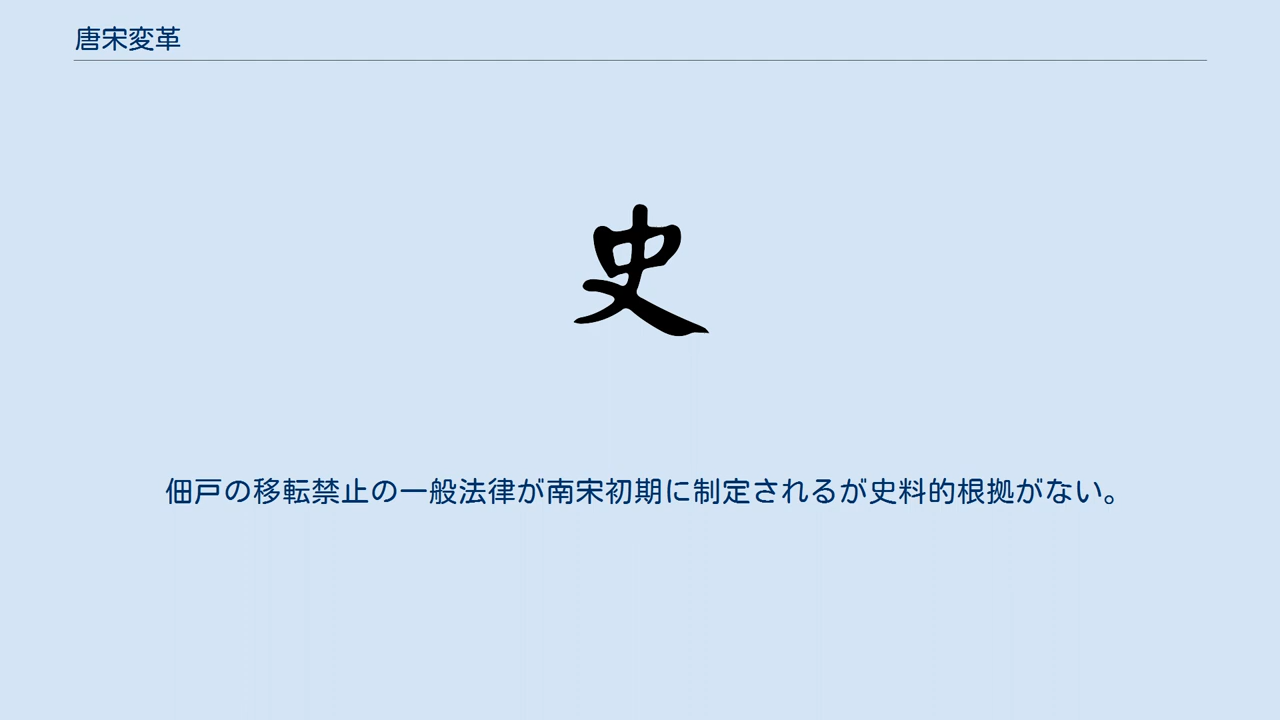 唐宋変革
史
佃戸の移転禁止の一般法律が南宋初期に制定されるが史料的根拠がない。